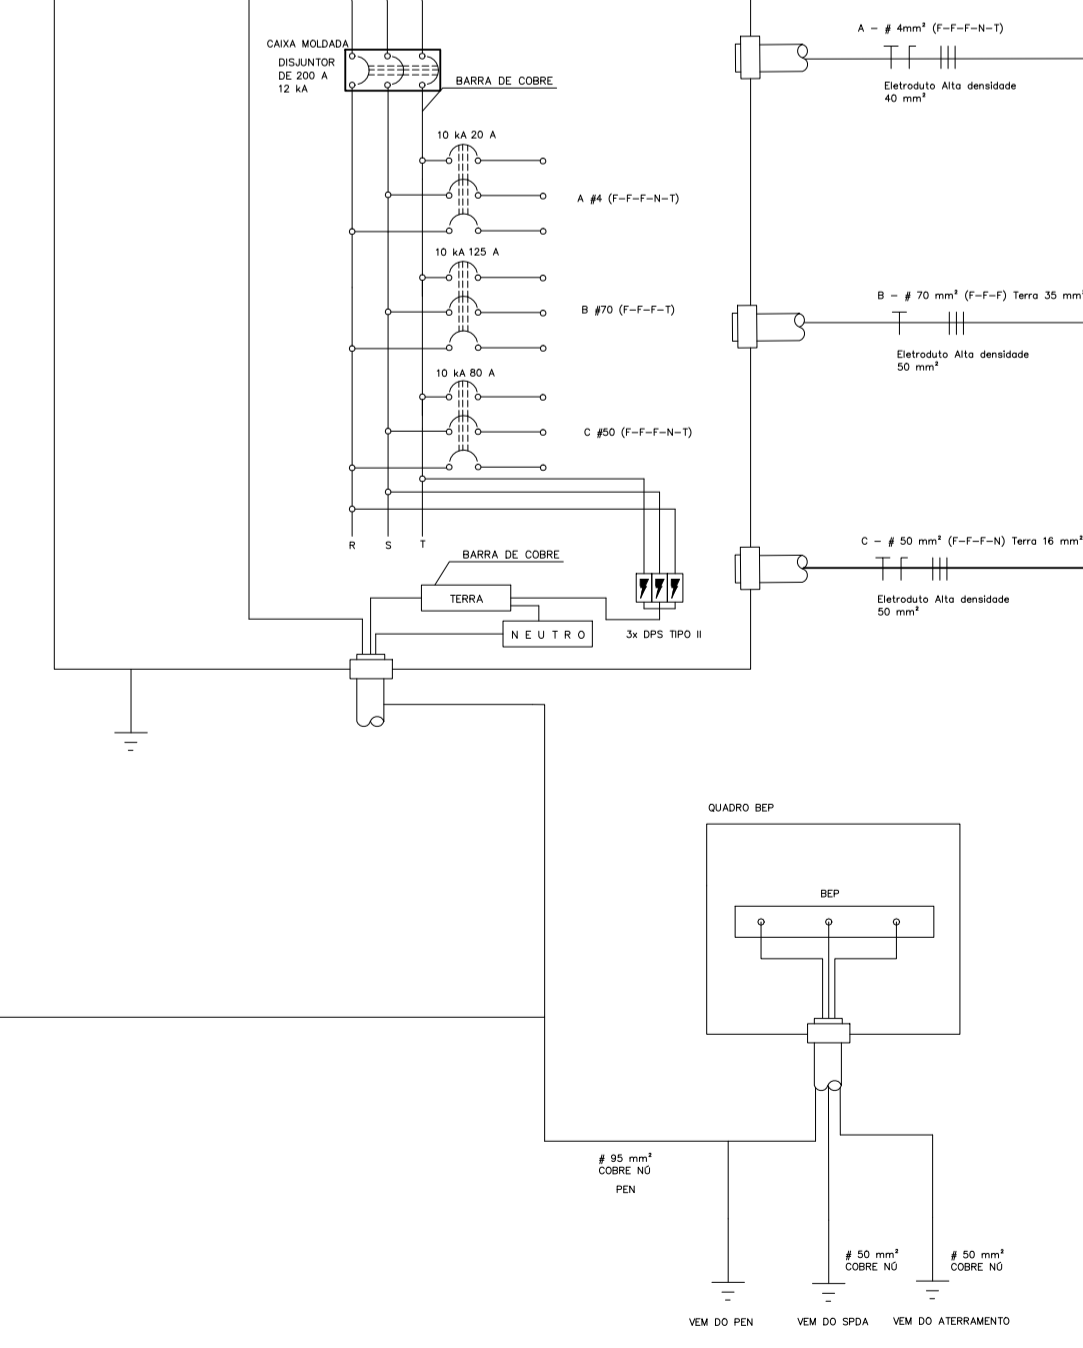 CAIXA MOLDADA
DISJUNTOR
DE 200 A
12 kA
BARRA DE COBRE
10 kA 20 A
A #4 (F-F-F-N-T)
10 kA 125 A
B #70 (F-F-F-T)
10 kA 80 A
C #50 (F-F-F-N-T)
R S T
BARRA DE COBRE
TERRA
N E U T R O
3x DPS TIPO II
A - # 4mm² (F-F-F-N-T)
Eletroduto Alta densidade
40 mm²
B - # 70 mm² (F-F-F) Terra 35 mm²
Eletroduto Alta densidade
50 mm²
C - # 50 mm² (F-F-F-N) Terra 16 mm²
Eletroduto Alta densidade
50 mm²
QUADRO BEP
BEP
# 95 mm²
COBRE NÚ
PEN
# 50 mm²
COBRE NÚ
# 50 mm²
COBRE NÚ
VEM DO PEN
VEM DO SPDA
VEM DO ATERRAMENTO